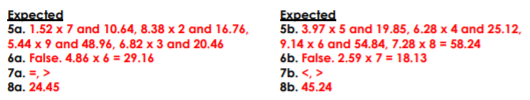 Expected
5a. 1.52 x 7 and 10.64, 8.38 x 2 and 16.76,
5.44 x 9 and 48.96, 6.82 x 3 and 20.46
6a. False. 4.86 x 6 = 29.16
7a. =, >
8a. 24.45
Expected
5b. 3.97 x 5 and 19.85, 6.28 x 4 and 25.12,
9.14 x 6 and 54.84, 7.28 x 8 = 58.24
6b. False. 2.59 x 7 = 18.13
7b. <, >
8b. 45.24